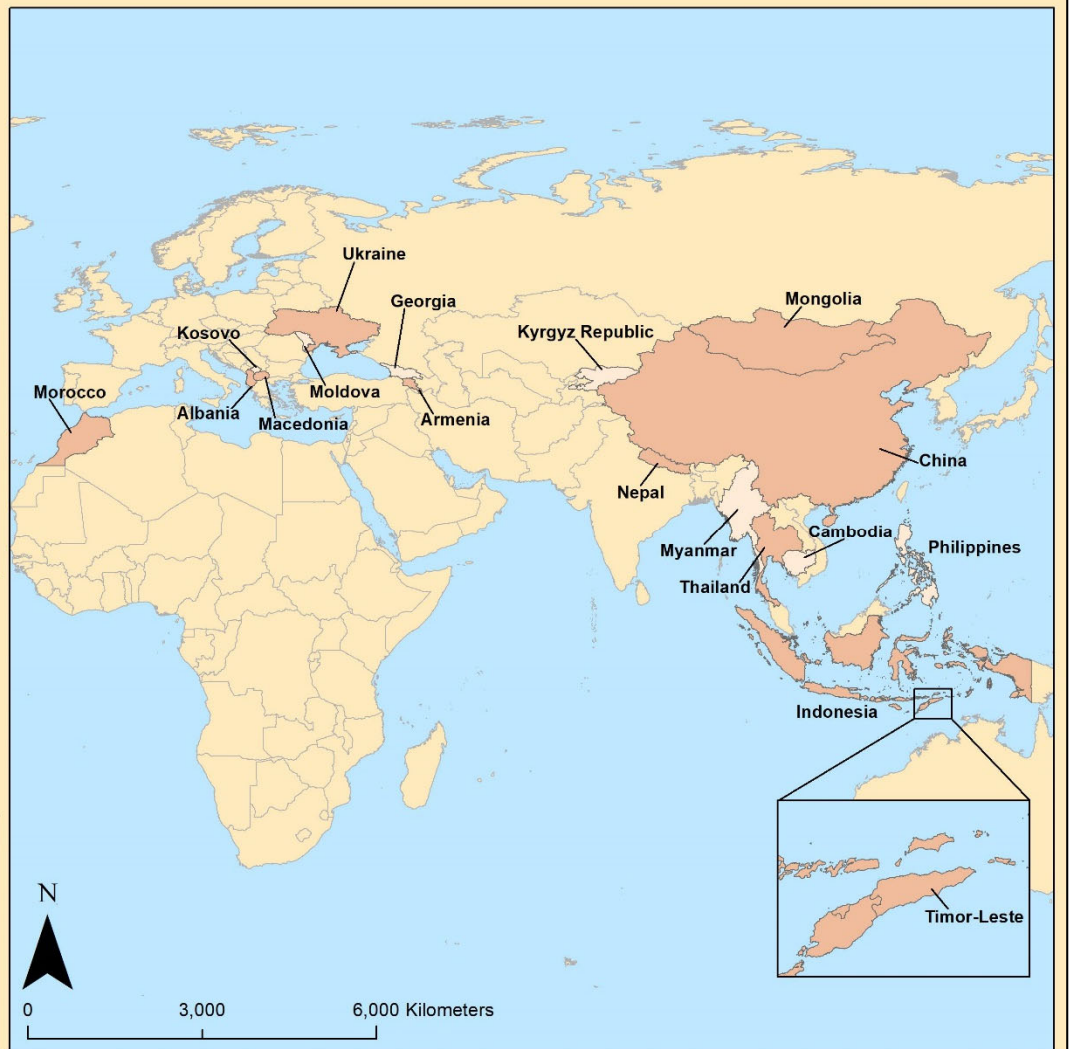 Ukraine
Georgia
Mongolia
Kosovo
Kyrgyz Republic
Morocco
Moldova
Albania
Macedonia
Armenia
China
Nepal
Cambodia
Myanmar
Philippines
Thailand
Indonesia
Timor-Leste
N
0 3,000 6,000 Kilometers